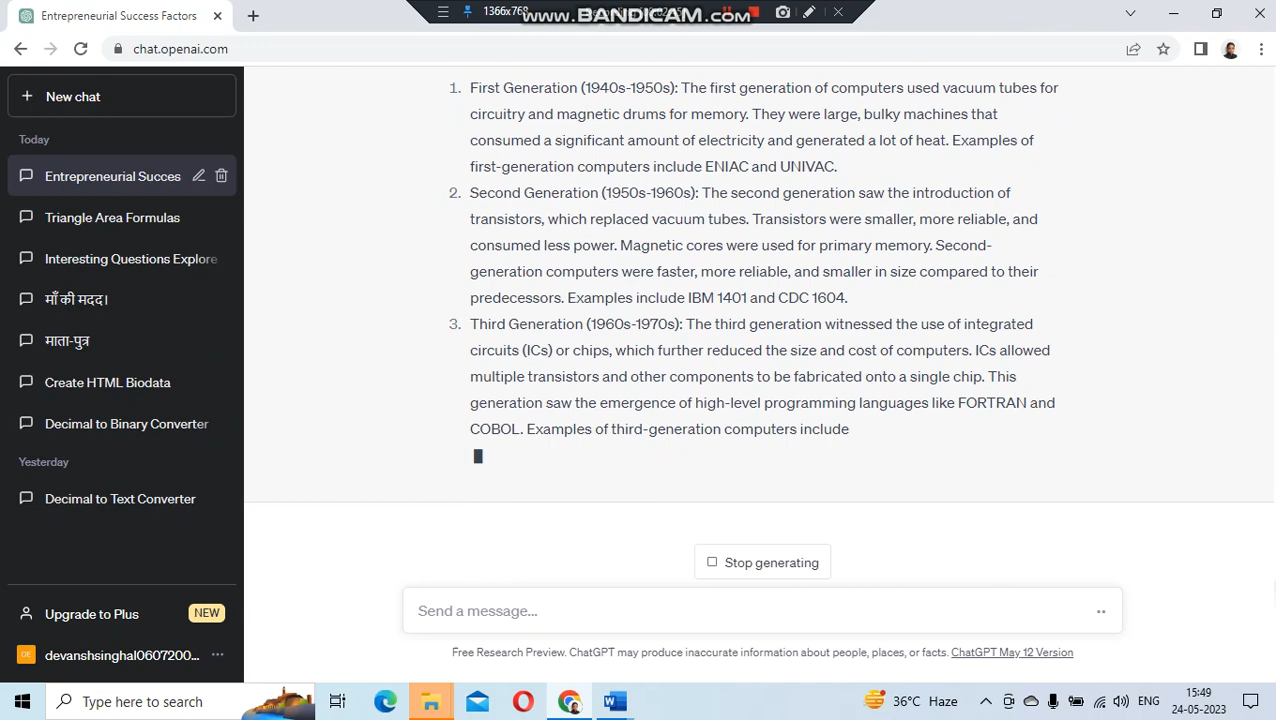 Entrepreneurial Success Factors
1366x768
www.BANDICAM.com
chat.openai.com
New chat
Today
Entrepreneurial Succes
Triangle Area Formulas
Interesting Questions Explore
माँ की मदद।
माता-पुत्र
Create HTML Biodata
Decimal to Binary Converter
Yesterday
Decimal to Text Converter
Upgrade to Plus NEW
DE devanshsinghal0607200...
1. First Generation (1940s-1950s): The first generation of computers used vacuum tubes for
circuitry and magnetic drums for memory. They were large, bulky machines that
consumed a significant amount of electricity and generated a lot of heat. Examples of
first-generation computers include ENIAC and UNIVAC.
2. Second Generation (1950s-1960s): The second generation saw the introduction of
transistors, which replaced vacuum tubes. Transistors were smaller, more reliable, and
consumed less power. Magnetic cores were used for primary memory. Second-
generation computers were faster, more reliable, and smaller in size compared to their
predecessors. Examples include IBM 1401 and CDC 1604.
3. Third Generation (1960s-1970s): The third generation witnessed the use of integrated
circuits (ICs) or chips, which further reduced the size and cost of computers. ICs allowed
multiple transistors and other components to be fabricated onto a single chip. This
generation saw the emergence of high-level programming languages like FORTRAN and
COBOL. Examples of third-generation computers include
Stop generating
Send a message...
Free Research Preview. ChatGPT may produce inaccurate information about people, places, or facts. ChatGPT May 12 Version
Type here to search
36°C Haze
ENG
15:49
24-05-2023